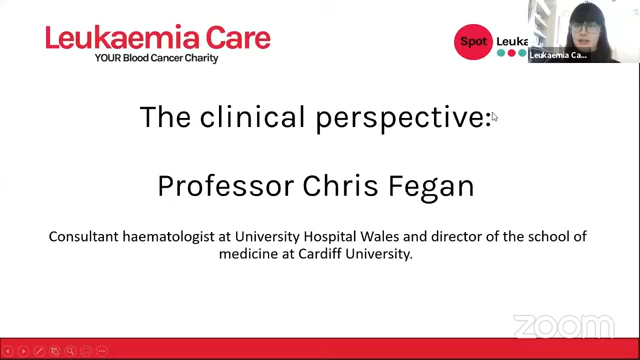 Leukaemia Care
YOUR Blood Cancer Charity
Spot Leuka
Leukaemia Ca...
The clinical perspective:
Professor Chris Fegan
Consultant haematologist at University Hospital Wales and director of the school of
medicine at Cardiff University.
zoom